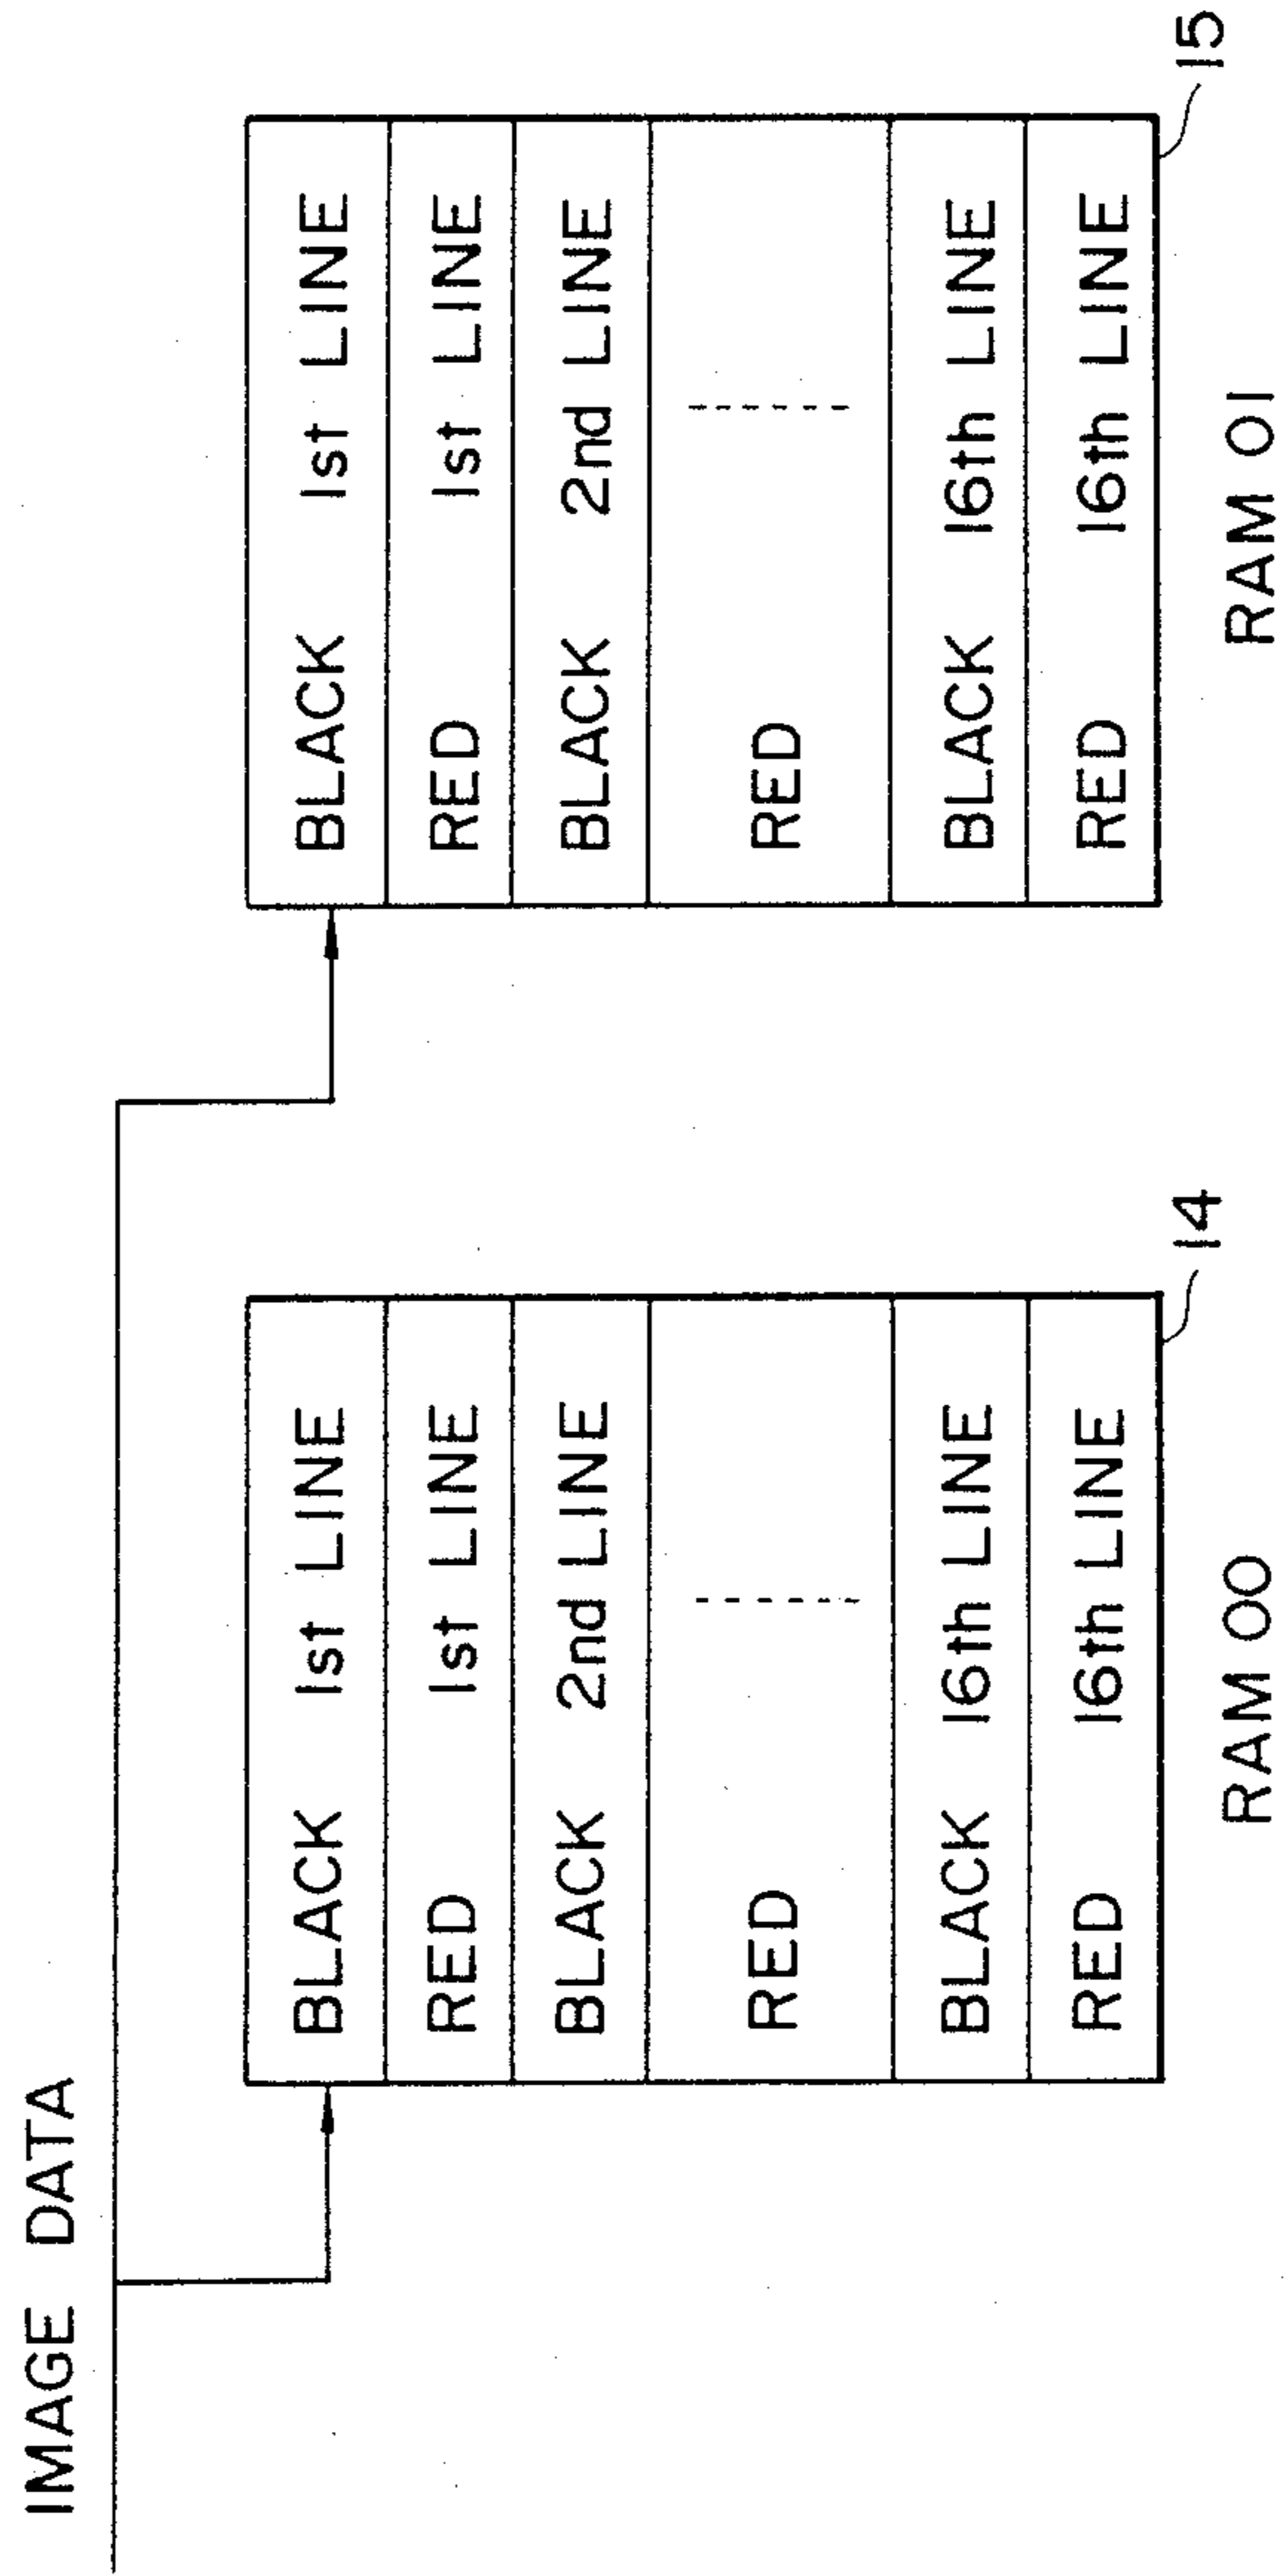 IMAGE DATA
BLACK 1st LINE
RED 1st LINE
BLACK 2nd LINE
RED
BLACK 16th LINE
RED 16th LINE
14
RAM 00
BLACK 1st LINE
RED 1st LINE
BLACK 2nd LINE
RED
BLACK 16th LINE
RED 16th LINE
15
RAM 01